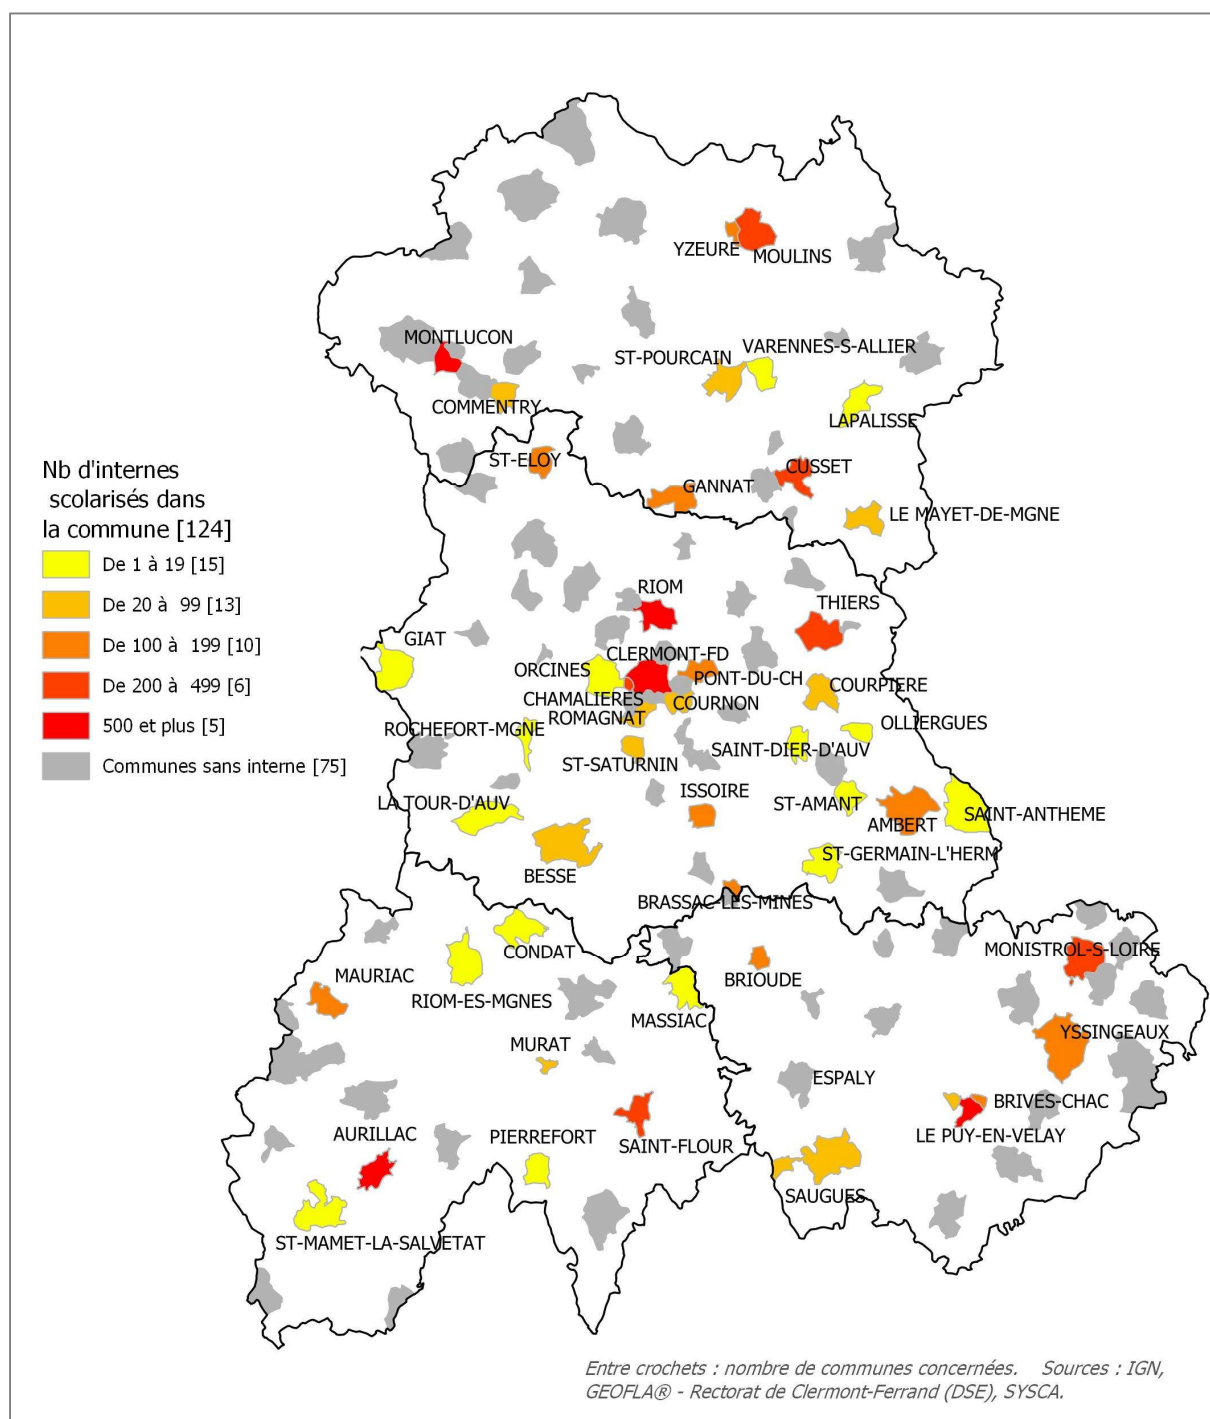 YZEURE
MOULINS
MONTLUCON
VARENNES-S-ALLIER
ST-POURCAIN
COMMENTRY
LAPALISSE
ST-ELOY
CUSSET
GANNAT
LE MAYET-DE-MGNE
Nb d'internes
scolarisés dans
la commune [124]
De 1 à 19 [15]
De 20 à 99 [13]
De 100 à 199 [10]
De 200 à 499 [6]
500 et plus [5]
Communes sans interne [75]
RIOM
THIERS
GIAT
CLERMONT-FD
ORCINES
PONT-DU-CH
COURPIERE
CHAMALIERES
COURNON
ROMAGNAT
OLLIERGUES
ROCHEFORT-MGNE
SAINT-DIER-D'AUV
ST-SATURNIN
ISSOIRE
LA TOUR-D'AUV
ST-AMANT
SAINT-ANTHEME
AMBERT
ST-GERMAIN-L'HERM
BESSE
BRASSAC-LES-MINES
CONDAT
MONISTROL-S-LOIRE
MAURIAC
BRIOUDE
RIOM-ES-MGNES
MASSIAC
YSSINGEAUX
MURAT
ESPALY
BRIVES-CHAC
AURILLAC
PIERREFORT
SAINT-FLOUR
LE PUY-EN-VELAY
SAUGUES
ST-MAMET-LA-SALVETAT
Entre crochets : nombre de communes concernées. Sources : IGN,
GEOFLA® - Rectorat de Clermont-Ferrand (DSE), SYSCA.